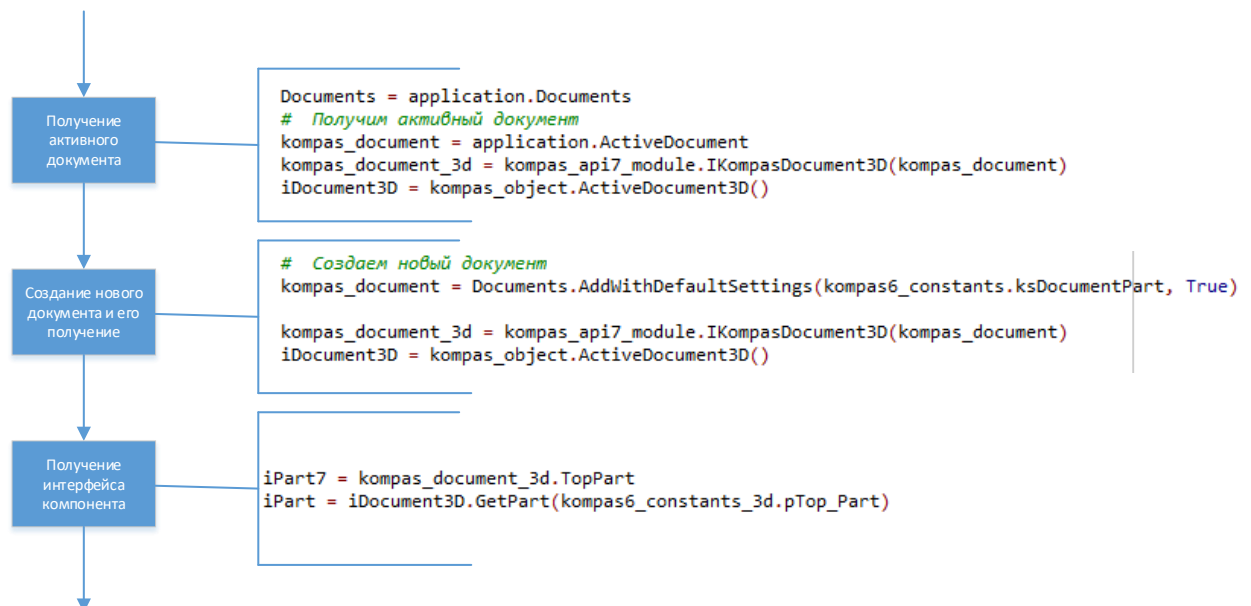 Получение
активного
документа
Documents = application.Documents
# Получим активный документ
kompas_document = application.ActiveDocument
kompas_document_3d = kompas_api7_module.IKompasDocument3D(kompas_document)
iDocument3D = kompas_object.ActiveDocument3D()
Создание нового
документа и его
получение
# Создаем новый документ
kompas_document = Documents.AddWithDefaultSettings(kompas6_constants.ksDocumentPart, True)
kompas_document_3d = kompas_api7_module.IKompasDocument3D(kompas_document)
iDocument3D = kompas_object.ActiveDocument3D()
Получение
интерфейса
компонента
iPart7 = kompas_document_3d.TopPart
iPart = iDocument3D.GetPart(kompas6_constants_3d.pTop_Part)